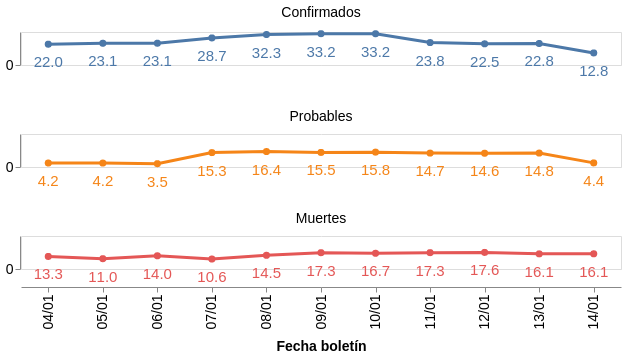 Confirmados
0
22.0 23.1 23.1 28.7 32.3 33.2 33.2 23.8 22.5 22.8 12.8
Probables
0
4.2 4.2 3.5 15.3 16.4 15.5 15.8 14.7 14.6 14.8 4.4
Muertes
0
13.3 11.0 14.0 10.6 14.5 17.3 16.7 17.3 17.6 16.1 16.1
04/01 05/01 06/01 07/01 08/01 09/01 10/01 11/01 12/01 13/01 14/01
Fecha boletín